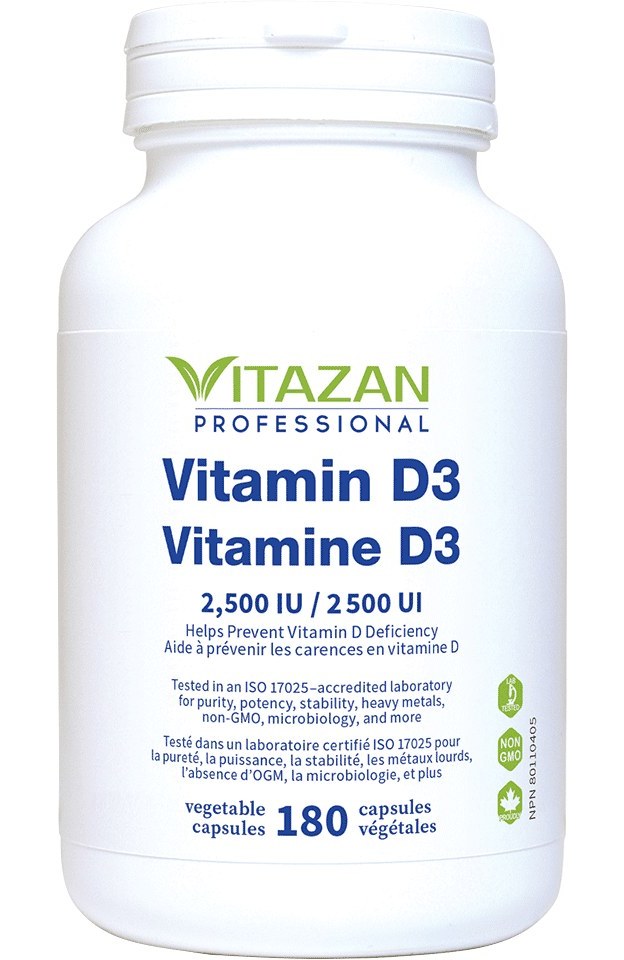 VITAZAN
PROFESSIONAL
Vitamin D3
Vitamine D3
2,500 IU / 2 500 UI
Helps Prevent Vitamin D Deficiency
Aide à prévenir les carences en vitamine D
Tested in an ISO 17025–accredited laboratory
for purity, potency, stability, heavy metals,
non-GMO, microbiology, and more
Testé dans un laboratoire certifié ISO 17025 pour
la pureté, la puissance, la stabilité, les métaux lourds,
l’absence d’OGM, la microbiologie, et plus
vegetable
capsules
180
capsules
végétales
LAB
TESTED
NON
GMO
PROUDLY
NPN 80110405